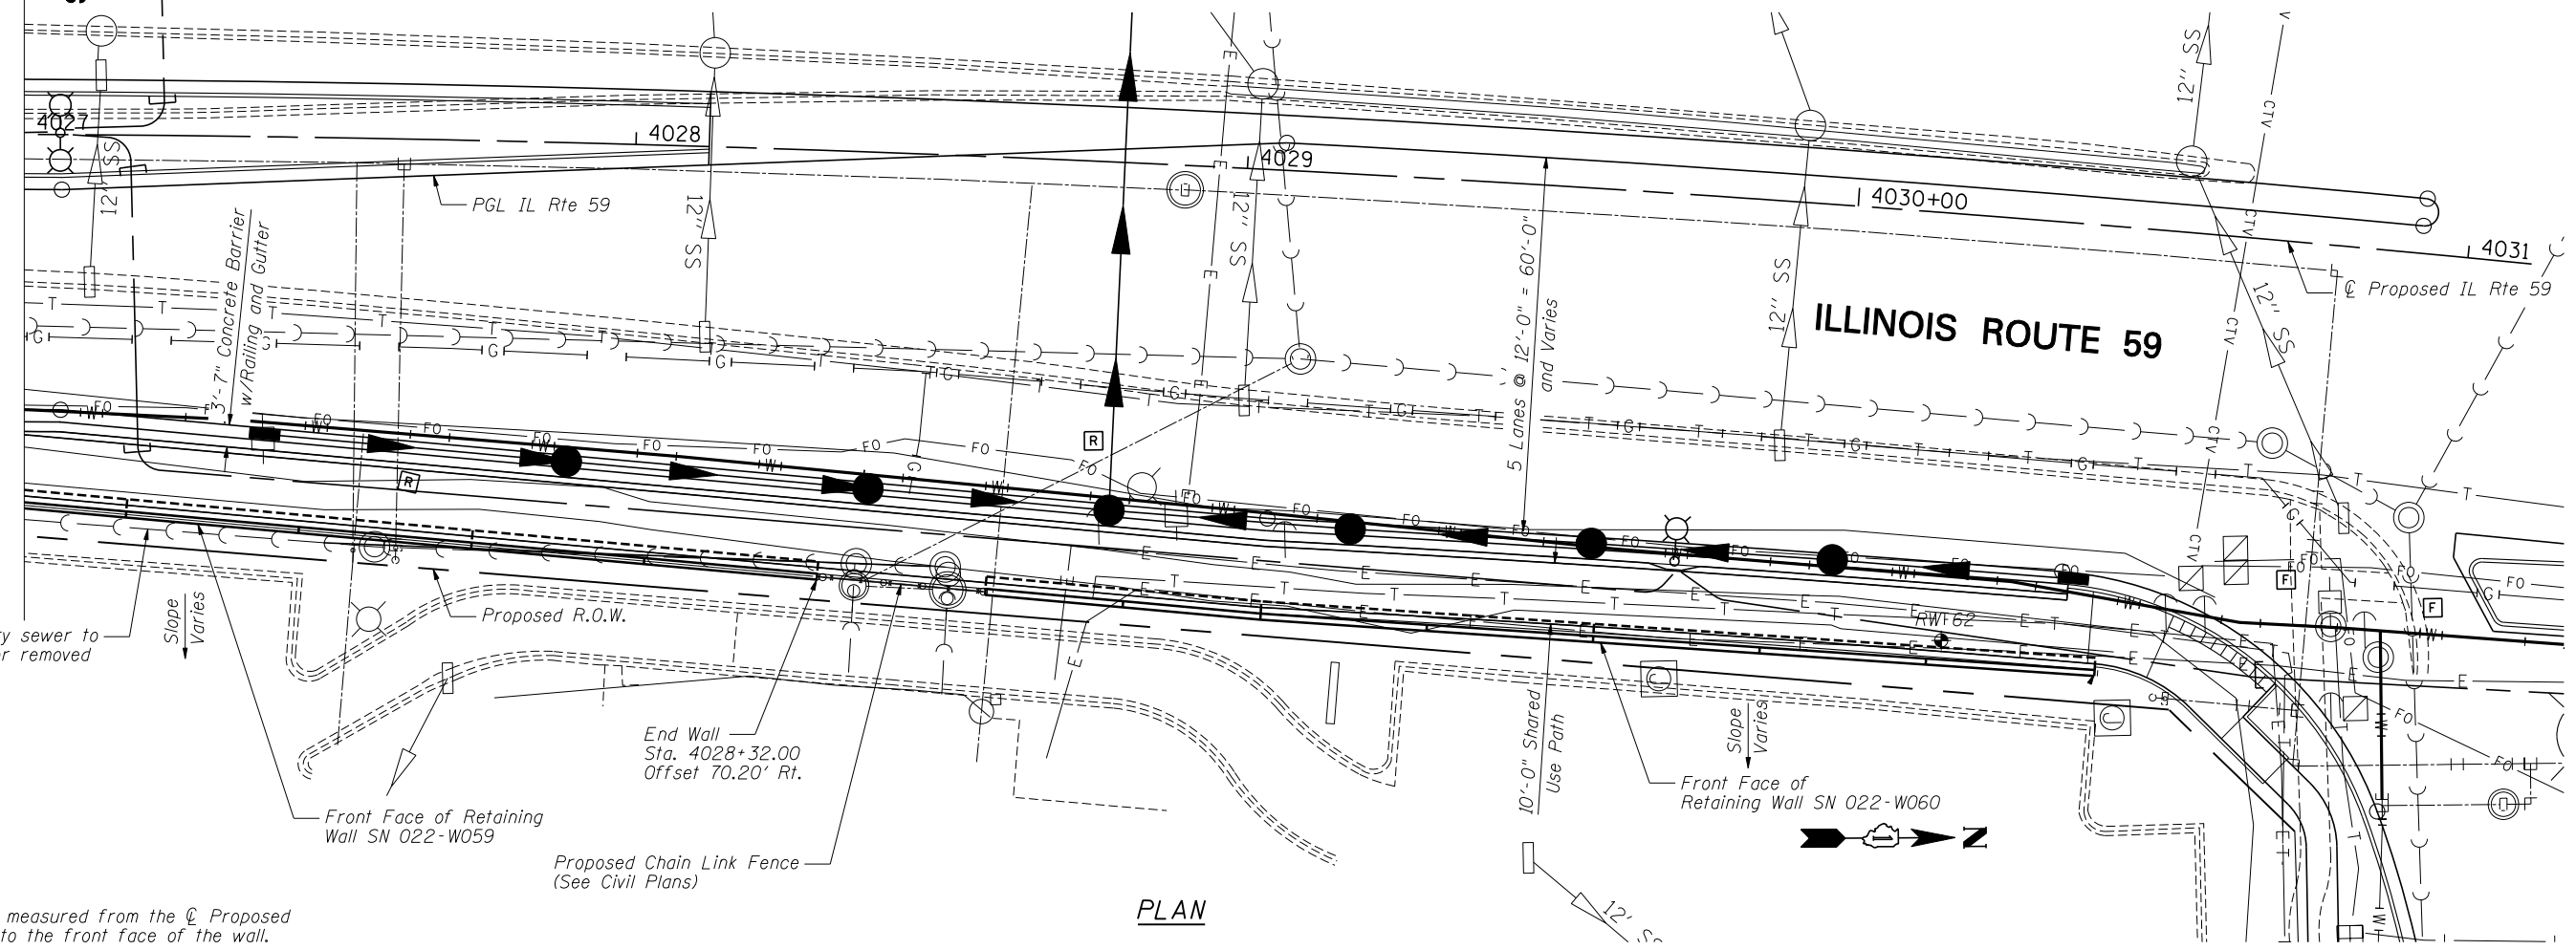 4027
4028
4029
4030+00
4031
12" SS
12" SS
12" SS
12" SS
12" SS
12" SS
PGL IL Rte 59
3'-7" Concrete Barrier
w/Railing and Gutter
5 Lanes @ 12'-0" = 60'-0"
and Varies
ILLINOIS ROUTE 59
℄ Proposed IL Rte 59
ry sewer to
or removed
Slope
Varies
Proposed R.O.W.
RWF62
End Wall
Sta. 4028+32.00
Offset 70.20' Rt.
10'-0" Shared
Use Path
Slope
Varies
Front Face of
Retaining Wall SN 022-W060
Front Face of Retaining
Wall SN 022-W059
Proposed Chain Link Fence
(See Civil Plans)
N
PLAN
measured from the ℄ Proposed
to the front face of the wall.